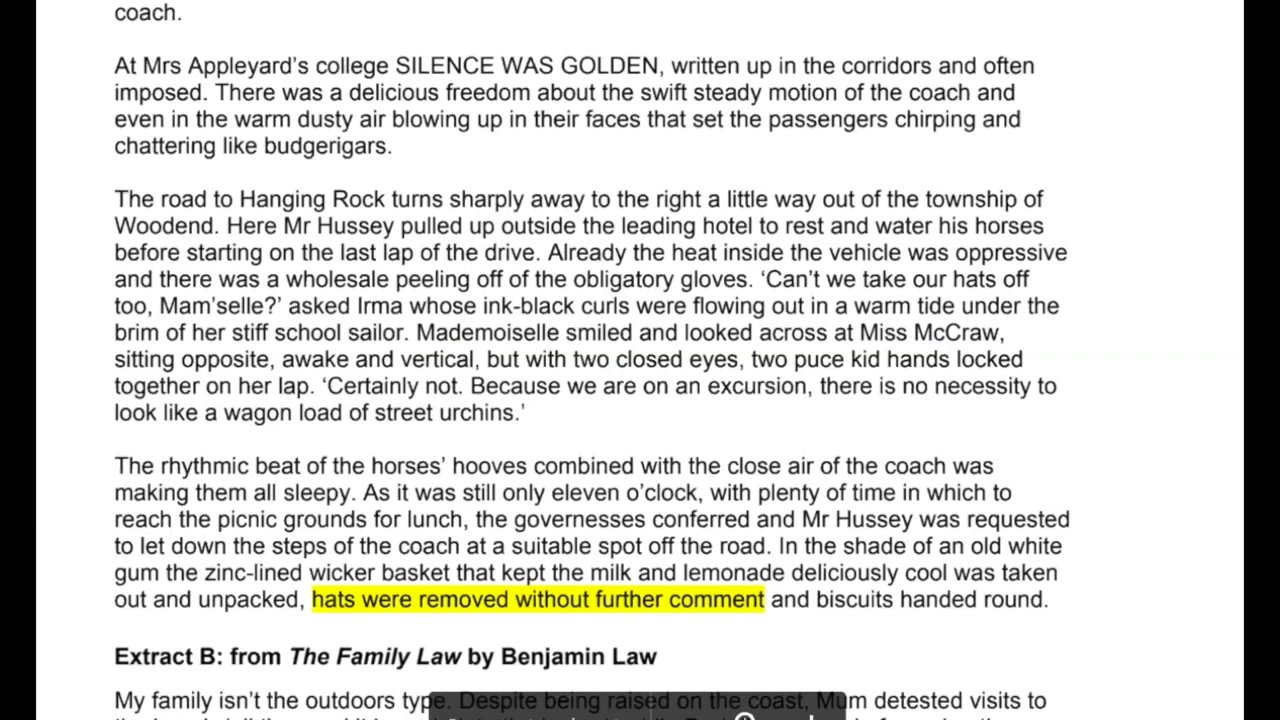 coach.
At Mrs Appleyard’s college SILENCE WAS GOLDEN, written up in the corridors and often
imposed. There was a delicious freedom about the swift steady motion of the coach and
even in the warm dusty air blowing up in their faces that set the passengers chirping and
chattering like budgerigars.
The road to Hanging Rock turns sharply away to the right a little way out of the township of
Woodend. Here Mr Hussey pulled up outside the leading hotel to rest and water his horses
before starting on the last lap of the drive. Already the heat inside the vehicle was oppressive
and there was a wholesale peeling off of the obligatory gloves. ‘Can’t we take our hats off
too, Mam’selle?’ asked Irma whose ink-black curls were flowing out in a warm tide under the
brim of her stiff school sailor. Mademoiselle smiled and looked across at Miss McCraw,
sitting opposite, awake and vertical, but with two closed eyes, two puce kid hands locked
together on her lap. ‘Certainly not. Because we are on an excursion, there is no necessity to
look like a wagon load of street urchins.’
The rhythmic beat of the horses’ hooves combined with the close air of the coach was
making them all sleepy. As it was still only eleven o’clock, with plenty of time in which to
reach the picnic grounds for lunch, the governesses conferred and Mr Hussey was requested
to let down the steps of the coach at a suitable spot off the road. In the shade of an old white
gum the zinc-lined wicker basket that kept the milk and lemonade deliciously cool was taken
out and unpacked, hats were removed without further comment and biscuits handed round.
Extract B: from The Family Law by Benjamin Law
My family isn’t the outdoors type. Despite being raised on the coast, Mum detested visits to